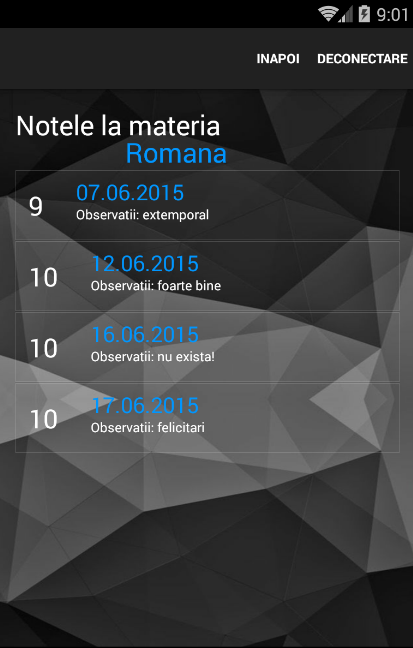 9:01
INAPOI DECONECTARE
Notele la materia
Romana
9
07.06.2015
Observatii: extemporal
10
12.06.2015
Observatii: foarte bine
10
16.06.2015
Observatii: nu exista!
10
17.06.2015
Observatii: felicitari